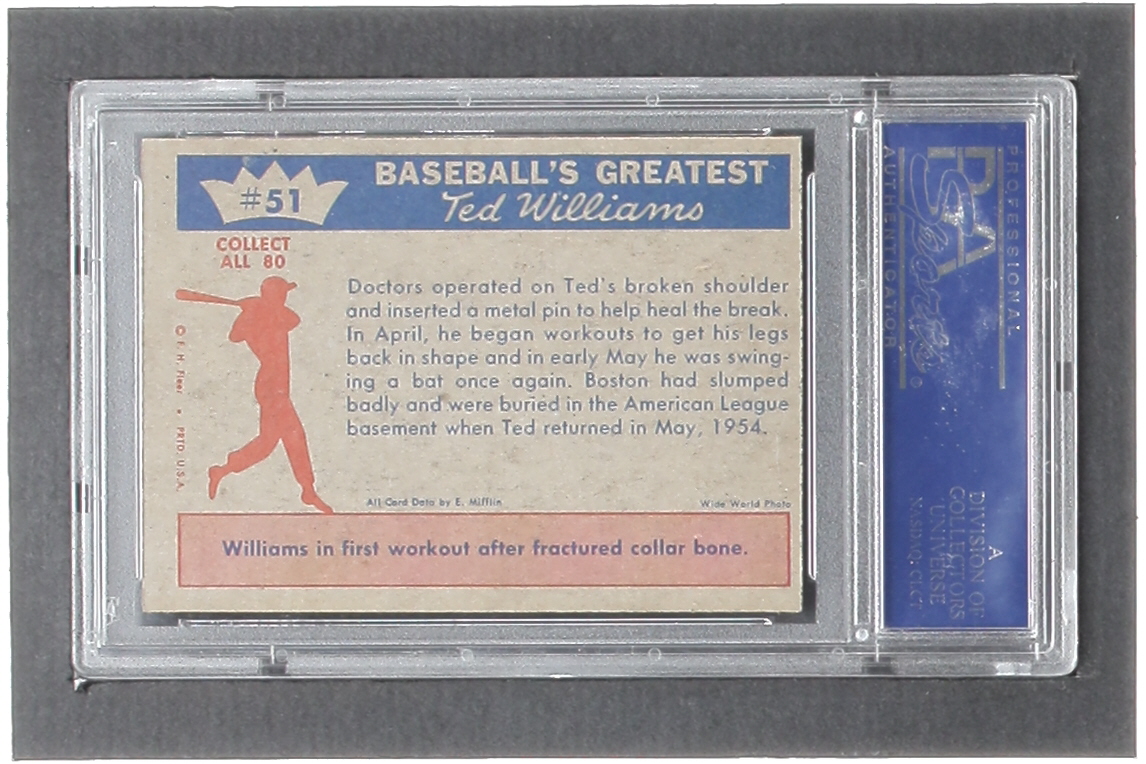 #51
BASEBALL'S GREATEST
Ted Williams
COLLECT
ALL 80
Doctors operated on Ted's broken shoulder
and inserted a metal pin to help heal the break.
In April, he began workouts to get his legs
back in shape and in early May he was swing-
ing a bat once again. Boston had slumped
badly and were buried in the American League
basement when Ted returned in May, 1954.
© F. H. Fleer • PRTD. U.S.A.
All Card Data by E. Mifflin
Wide World Photo
Williams in first workout after fractured collar bone.
PROFESSIONAL
PSA
Sports
AUTHENTICATOR
A
DIVISION OF
COLLECTORS
UNIVERSE
NASDAQ: CLCT